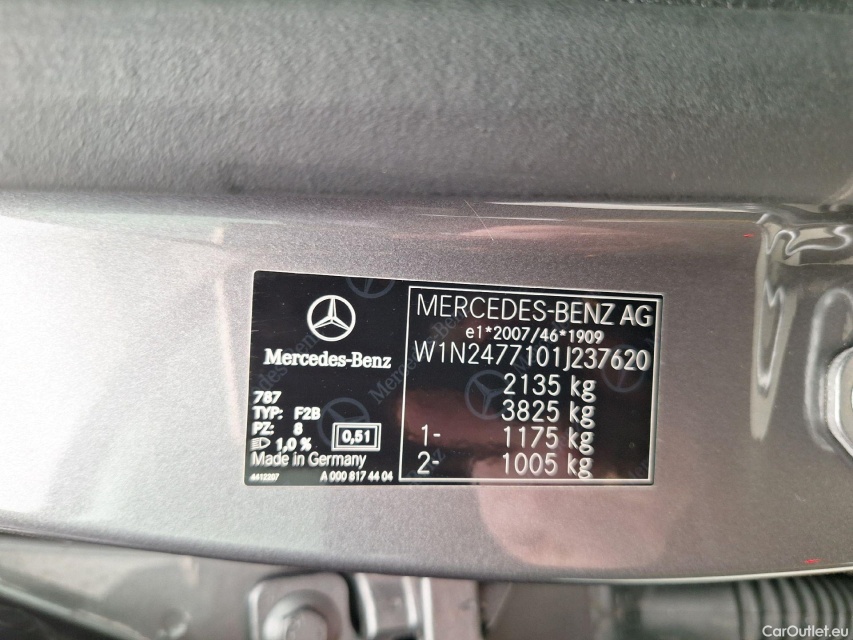 Mercedes-Benz
787
TYP: F2B
PZ: 8
1,0 %
0,51
Made in Germany
A 000 817 44 04
MERCEDES-BENZ AG
e1*2007/46*1909
W1N2477101J237620
2135 kg
3825 kg
1- 1175 kg
2- 1005 kg
CarOutlet.eu